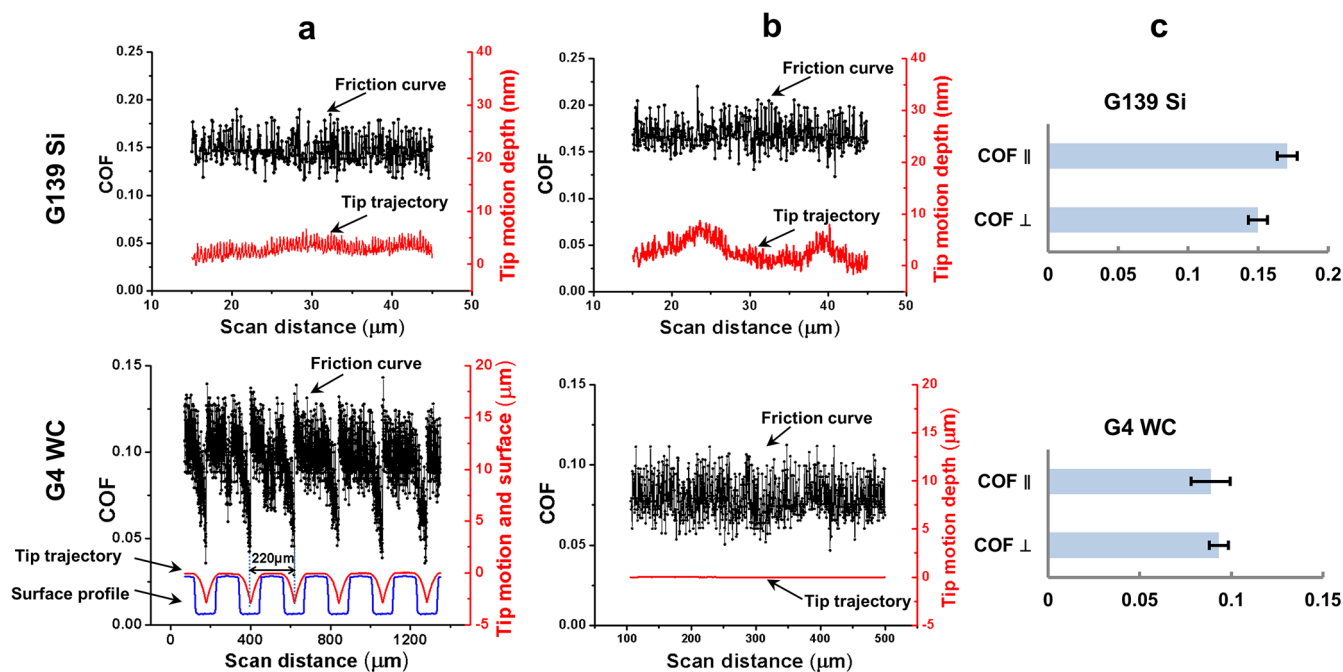 a
b
c
G139 Si
0.25
0.20
0.15
0.10
0.05
0.00
COF
Friction curve
Tip trajectory
40
30
20
10
0
Tip motion depth (nm)
10
20
30
40
50
Scan distance (μm)
0.25
0.20
0.15
0.10
0.05
0.00
COF
Friction curve
Tip trajectory
40
30
20
10
0
Tip motion depth (nm)
10
20
30
40
50
Scan distance (μm)
G139 Si
COF ∥
COF ⊥
0
0.05
0.1
0.15
0.2
G4 WC
0.15
0.10
0.05
0.00
COF
Friction curve
220μm
Tip trajectory
Surface profile
20
15
10
5
0
-5
Tip motion and surface (μm)
0
400
800
1200
Scan distance (μm)
0.15
0.10
0.05
0.00
COF
Friction curve
Tip trajectory
20
15
10
5
0
-5
Tip motion depth (μm)
100
200
300
400
500
Scan distance (μm)
G4 WC
COF ∥
COF ⊥
0
0.05
0.1
0.15